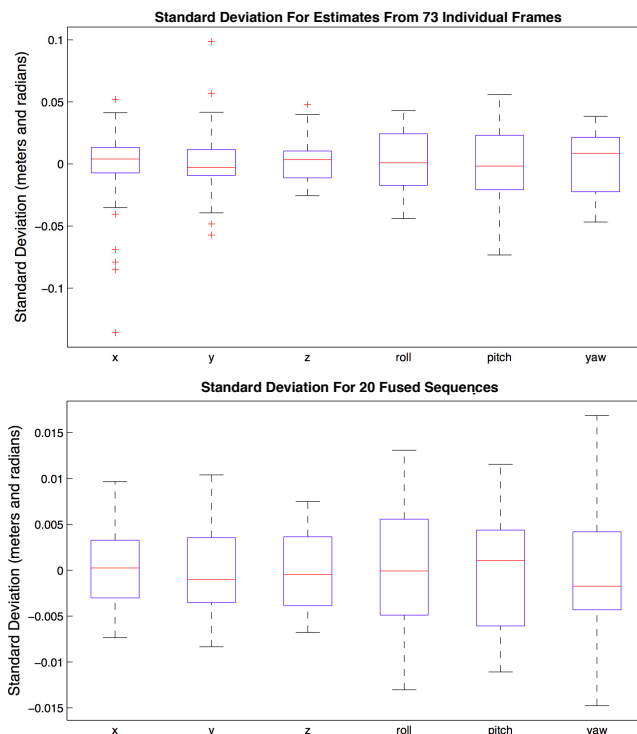 Standard Deviation For Estimates From 73 Individual Frames
Standard Deviation (meters and radians)
0.1
0.05
0
−0.05
−0.1
x y z roll pitch yaw
Standard Deviation For 20 Fused Sequences
Standard Deviation (meters and radians)
0.015
0.01
0.005
0
−0.005
−0.01
−0.015
x y z roll pitch yaw